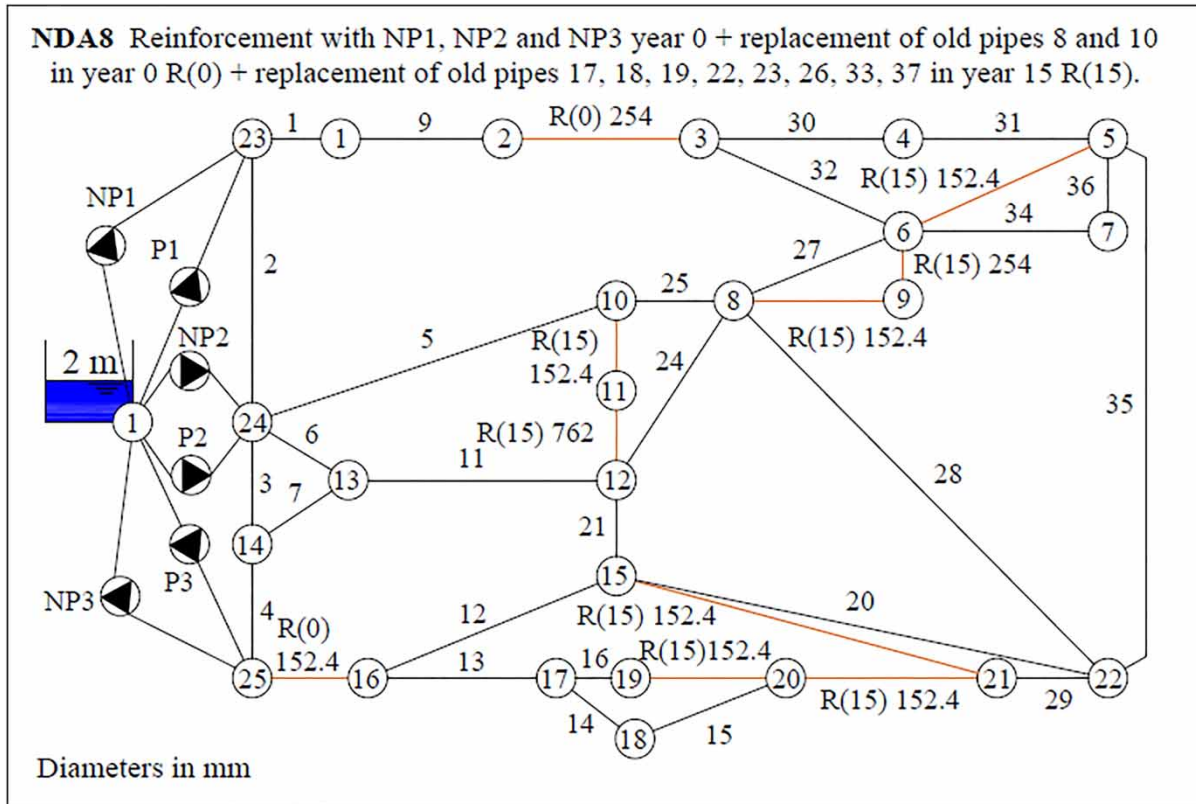 NDA8 Reinforcement with NP1, NP2 and NP3 year 0 + replacement of old pipes 8 and 10
in year 0 R(0) + replacement of old pipes 17, 18, 19, 22, 23, 26, 33, 37 in year 15 R(15).
23 1 1 9 2 R(0) 254 3 30 4 31 5
32 R(15) 152.4 36
NP1
6 34 7
P1 27
2 R(15) 254
25
10 8 9
NP2 5 R(15) R(15) 152.4
2 m 152.4 24
11 35
1 24
P2 6 R(15) 762
11
3 7 13 12 28
21
14
P3 15
NP3 12 R(15) 152.4 20
4 R(0)
152.4 13 16 R(15)152.4
25 16 17 19 20 21 22
R(15) 152.4 29
14 15
18
Diameters in mm